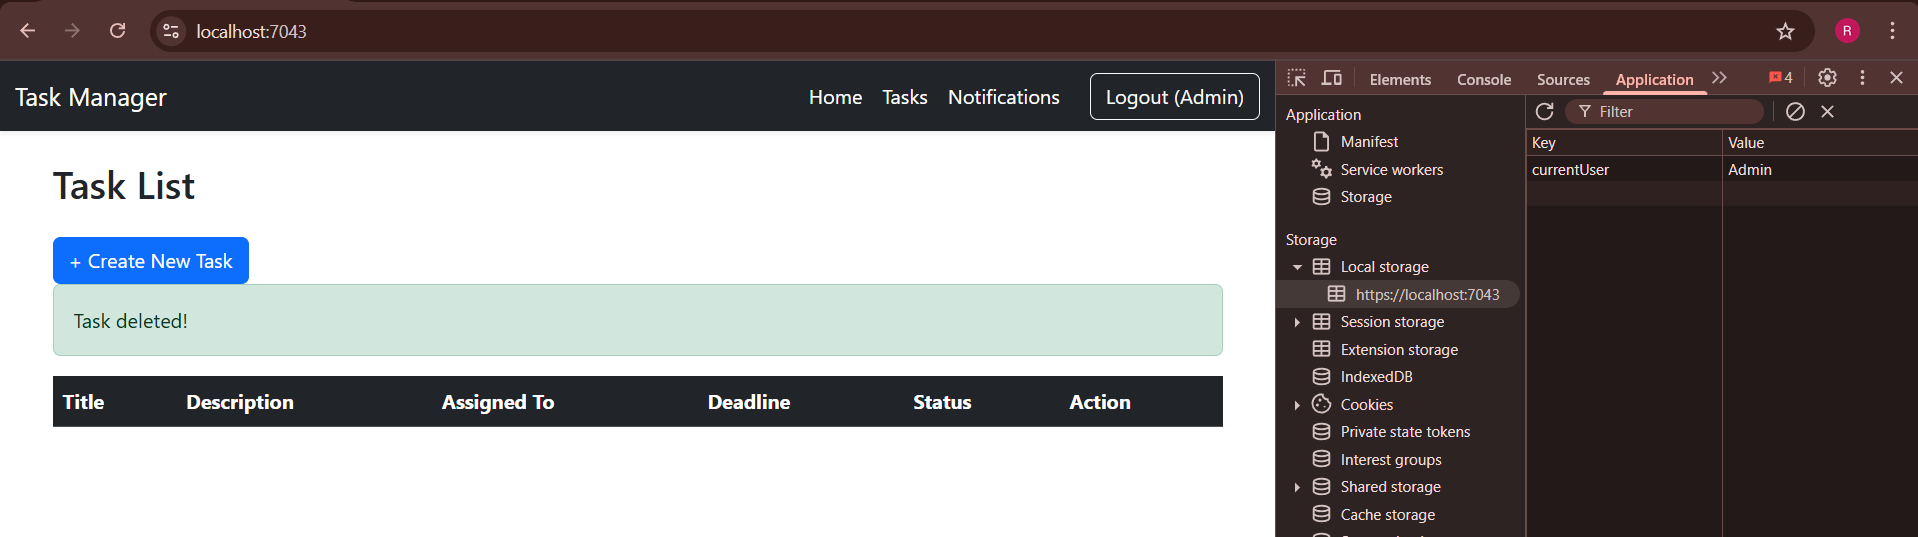 localhost:7043
R
Task Manager
Home Tasks Notifications Logout (Admin)
Task List
+ Create New Task
Task deleted!
Title Description Assigned To Deadline Status Action
Elements Console Sources Application 4
Application
Manifest
Service workers
Storage
Storage
Local storage
https://localhost:7043
Session storage
Extension storage
IndexedDB
Cookies
Private state tokens
Interest groups
Shared storage
Cache storage
Filter
Key Value
currentUser Admin